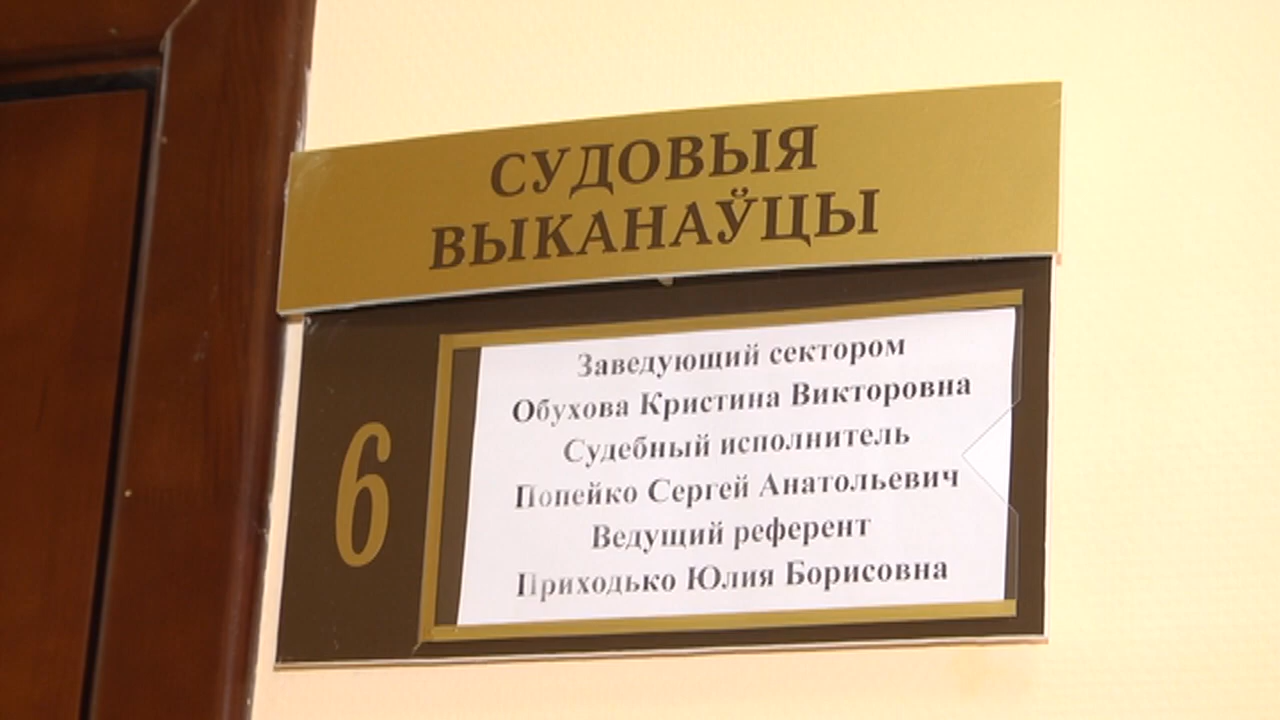 СУДОВЫЯ
ВЫКАНАЎЦЫ
6
Заведующий сектором
Обухова Кристина Викторовна
Судебный исполнитель
Попейко Сергей Анатольевич
Ведущий референт
Приходько Юлия Борисовна